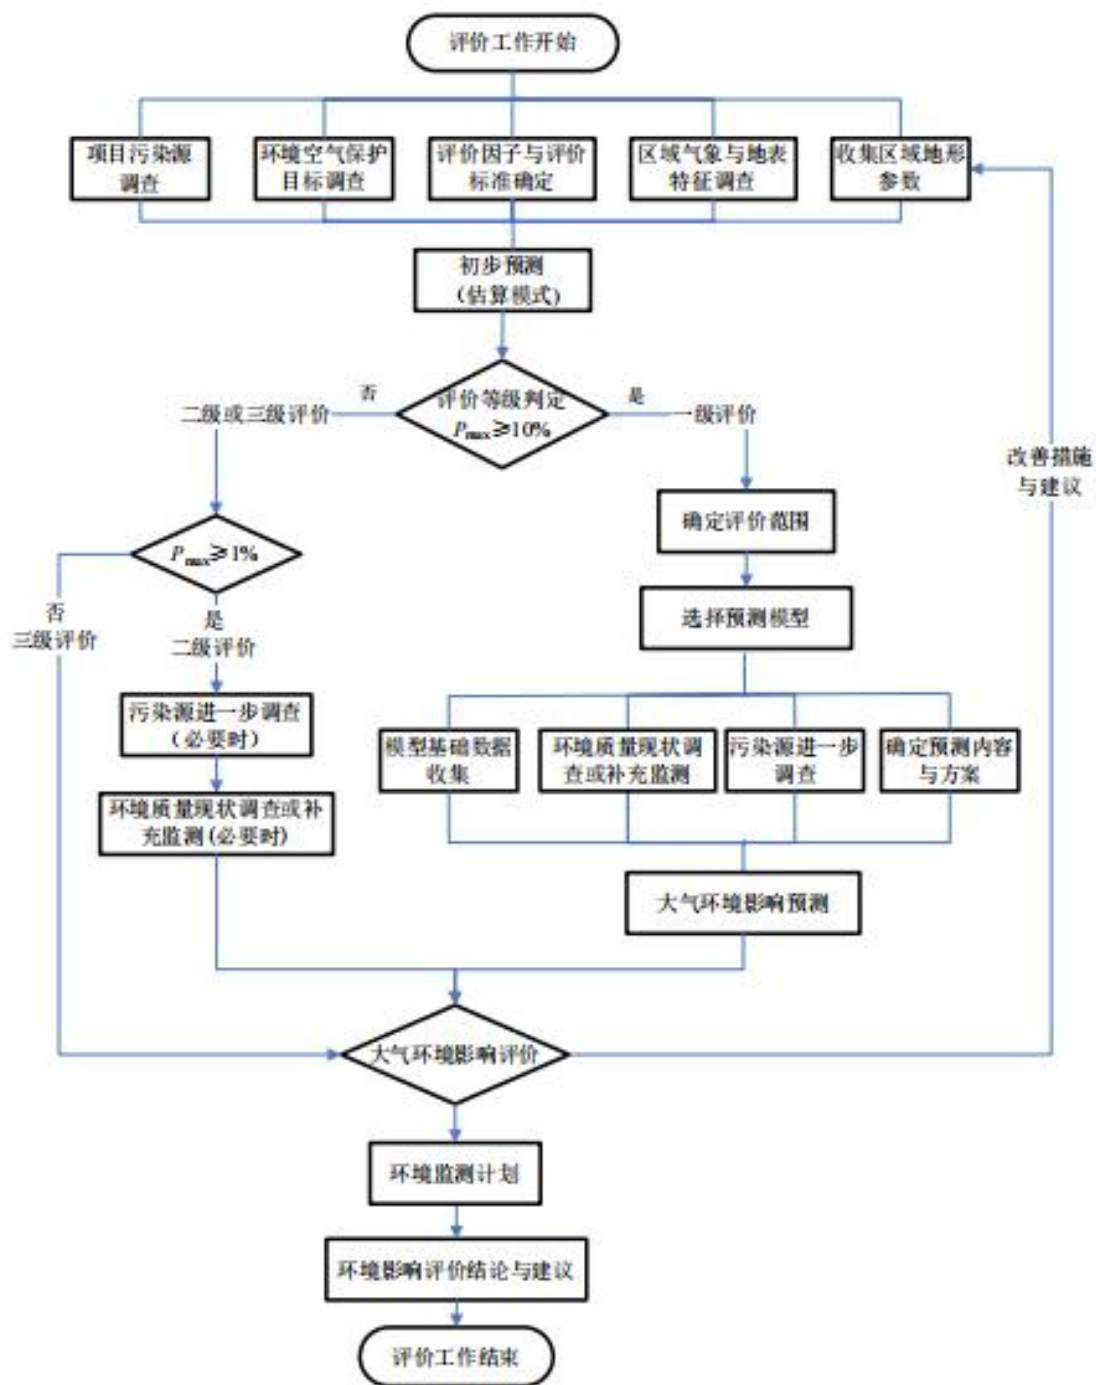 评价工作开始
项目污染源
调查
环境空气保护
目标调查
评价因子与评价
标准确定
区域气象与地表
特征调查
收集区域地形
参数
初步预测
（估算模式)
否
评价等级判定
Pmax≥10%
是
二级或三级评价
一级评价
改善措施
与建议
确定评价范围
Pmax≥1%
否
三级评价
是
二级评价
选择预测模型
污染源进一步调查
（必要时）
模型基础数据
收集
环境质量现状调
查或补充监测
污染源进一步
调查
确定预测内容
与方案
环境质量现状调查或补
充监测(必要时)
大气环境影响预测
大气环境影响评价
环境监测计划
环境影响评价结论与建议
评价工作结束